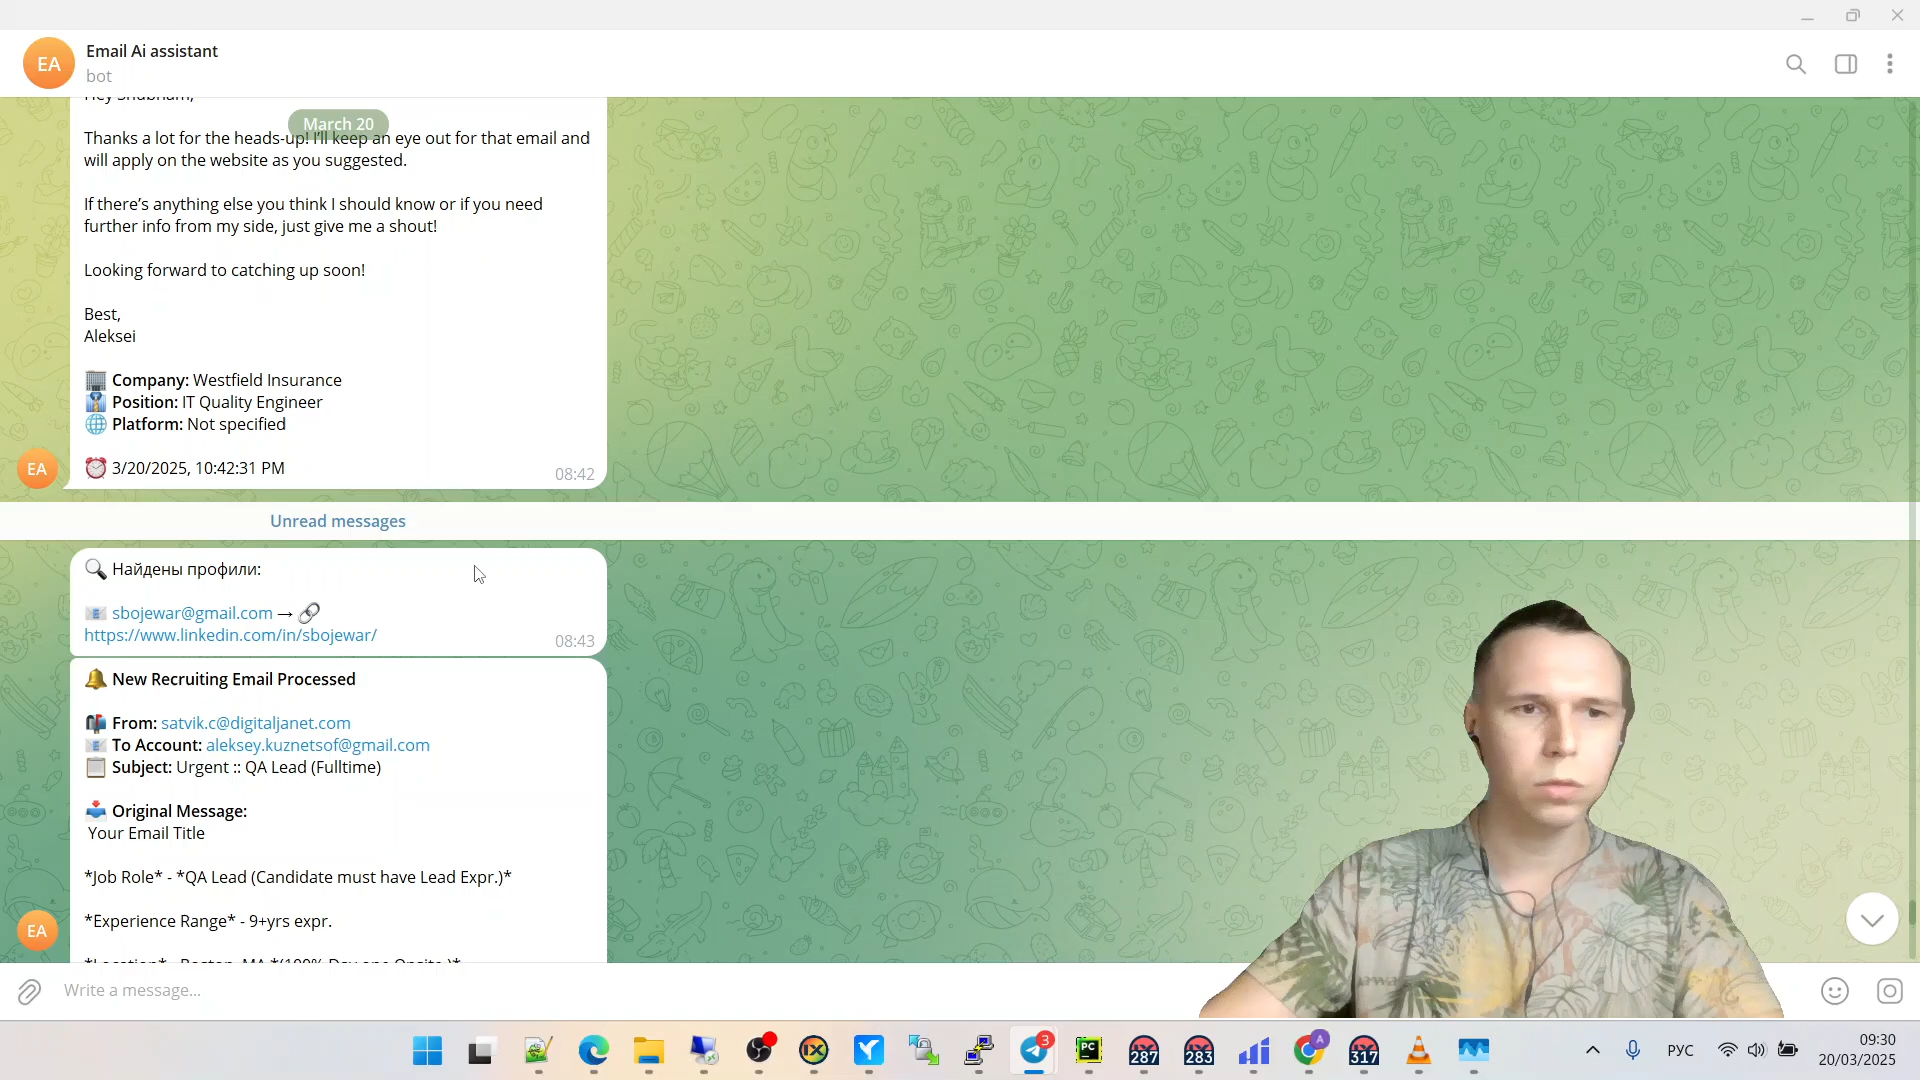 EA
Email Ai assistant
bot
March 20
Thanks a lot for the heads-up! I'll keep an eye out for that email and
will apply on the website as you suggested.
If there's anything else you think I should know or if you need
further info from my side, just give me a shout!
Looking forward to catching up soon!
Best,
Aleksei
Company: Westfield Insurance
Position: IT Quality Engineer
Platform: Not specified
3/20/2025, 10:42:31 PM
08:42
EA
Unread messages
Найдены профили:
sbojewar@gmail.com →
https://www.linkedin.com/in/sbojewar/
08:43
New Recruiting Email Processed
From: satvik.c@digitaljanet.com
To Account: aleksey.kuznetsof@gmail.com
Subject: Urgent :: QA Lead (Fulltime)
Original Message:
Your Email Title
*Job Role* - *QA Lead (Candidate must have Lead Expr.)*
*Experience Range* - 9+yrs expr.
EA
Write a message...
3
PC
287
283
A
317
РУС
09:30
20/03/2025